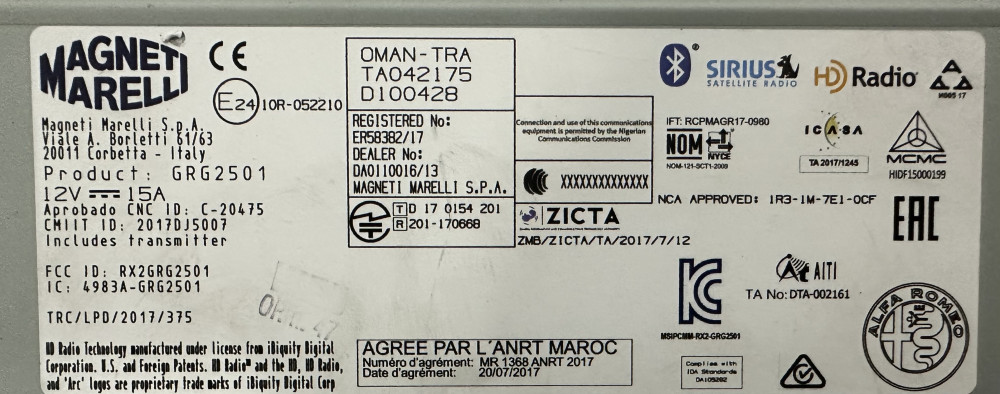 MAGNETI
MARELLI
CE
E24 10R-052210
Magneti Marelli S.p.A.
Viale A. Borletti 61/63
20011 Corbetta - Italy
Product: GRG2501
12V 15A
Aprobado CNC ID: C-20475
CMIIT ID: 2017DJ5007
Includes transmitter
FCC ID: RX2GRG2501
IC: 4983A-GRG2501
TRC/LPD/2017/375
HD Radio Technology manufactured under license from iBiquity Digital
Corporation. U.S. and Foreign Patents. HD Radio™ and the HD, HD Radio,
and 'Arc' logos are proprietary trade marks of iBiquity Digital Corp
OMAN-TRA
TA042175
D100428
REGISTERED No:
ER58382/17
DEALER No:
DA0110016/13
MAGNETI MARELLI S.P.A.
T D 17 0154 201
R 201-170668
Connection and use of this communications
equipment is permitted by the Nigerian
Communications Commission
XXXXXXXXXXXXXX
ZICTA
ZMB/ZICTA/TA/2017/7/12
AGREE PAR L'ANRT MAROC
Numéro d'agrément: MR 1368 ANRT 2017
Date d'agrément: 20/07/2017
SIRIUS
SATELLITE RADIO
HD Radio
IFT: RCPMAGR17-0980
NOM NYCE
NOM-121-SCT1-2009
ICASA
TA 2017/1245
MCMC
HIDF15000199
NCA APPROVED: 1R3-1M-7E1-0CF
EAC
MSIPCMM-RX2-GRG2501
AT AITI
TA No: DTA-002161
Complies with
IDA Standards
DA105282
ALFA ROMEO